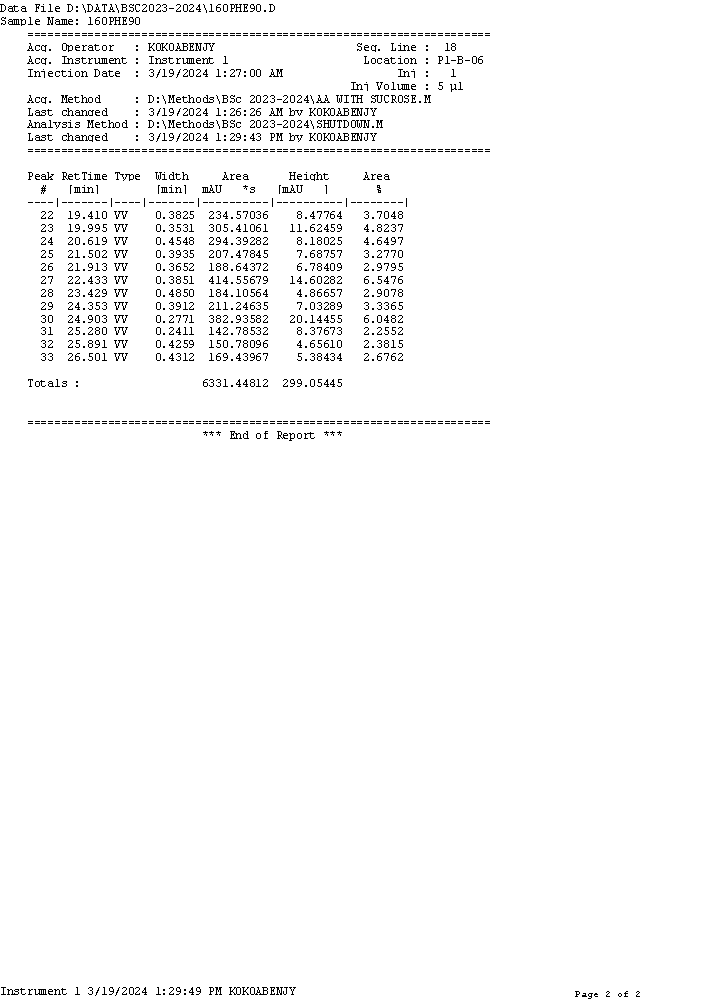 Data File D:\DATA\BSC2023-2024\160PHE90.D
Sample Name: 160PHE90
=====================================================================
Acq. Operator   : KOKOABENJY                     Seq. Line :  18
Acq. Instrument : Instrument 1                    Location : P1-B-06
Injection Date  : 3/19/2024 1:27:00 AM                 Inj :   1
Inj Volume : 5 µl
Acq. Method     : D:\Methods\BSc 2023-2024\AA WITH SUCROSE.M
Last changed    : 3/19/2024 1:26:26 AM by KOKOABENJY
Analysis Method : D:\Methods\BSc 2023-2024\SHUTDOWN.M
Last changed    : 3/19/2024 1:29:43 PM by KOKOABENJY
=====================================================================
Peak RetTime Type  Width     Area      Height     Area
#   [min]        [min]  mAU   *s   [mAU   ]       %
----|-------|----|-------|----------|----------|--------|
22  19.410 VV    0.3825  234.57036    8.47764   3.7048
23  19.995 VV    0.3531  305.41061   11.62459   4.8237
24  20.619 VV    0.4548  294.39282    8.18025   4.6497
25  21.502 VV    0.3935  207.47845    7.68757   3.2770
26  21.913 VV    0.3652  188.64372    6.78409   2.9795
27  22.433 VV    0.3851  414.55679   14.60282   6.5476
28  23.429 VV    0.4850  184.10564    4.86657   2.9078
29  24.353 VV    0.3912  211.24635    7.03289   3.3365
30  24.903 VV    0.2771  382.93582   20.14455   6.0482
31  25.280 VV    0.2411  142.78532    8.37673   2.2552
32  25.891 VV    0.4259  150.78096    4.65610   2.3815
33  26.501 VV    0.4312  169.43967    5.38434   2.6762
Totals :                  6331.44812  299.05445
=====================================================================
*** End of Report ***
Instrument 1 3/19/2024 1:29:49 PM KOKOABENJY
Page 2 of 2